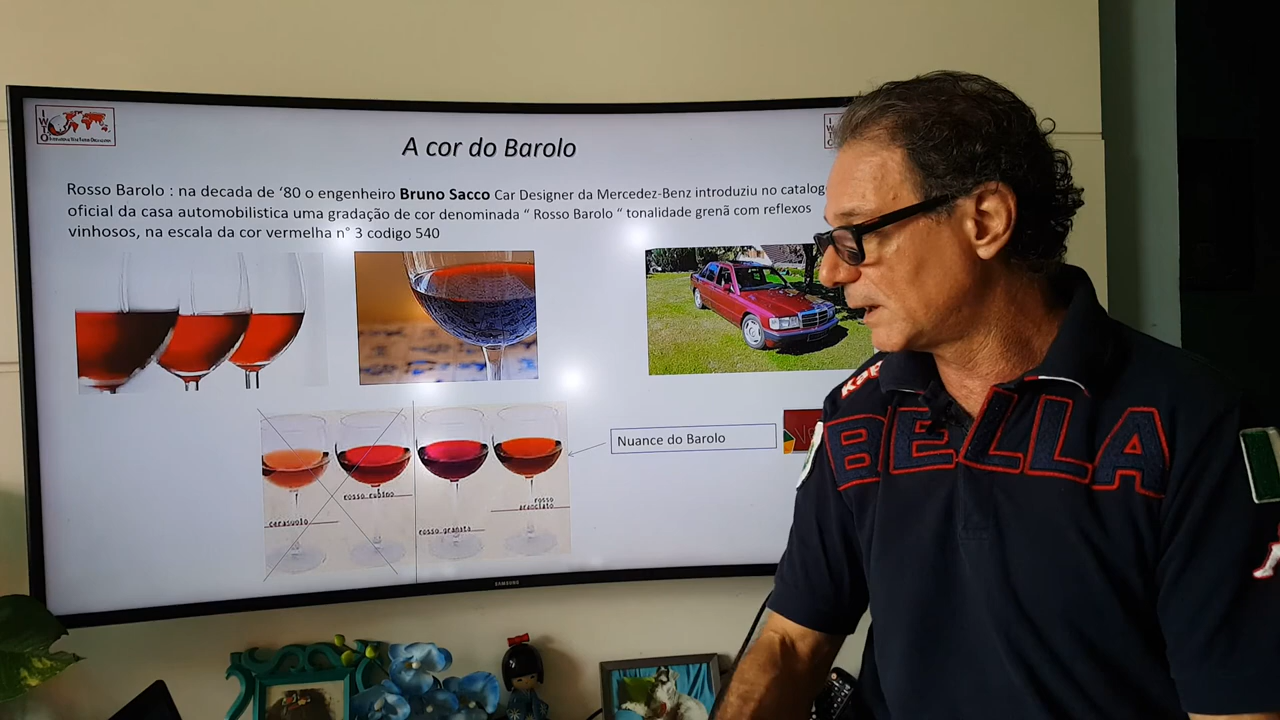 A cor do Barolo
Rosso Barolo : na decada de ‘80 o engenheiro Bruno Sacco Car Designer da Mercedez-Benz introduziu no catalog
oficial da casa automobilistica uma gradação de cor denominada “ Rosso Barolo “ tonalidade grenã com reflexos
vinhosos, na escala da cor vermelha n° 3 codigo 540
Nuance do Barolo
cerasuolo
rosso rubino
rosso granata
rosso
aranciato
SAMSUNG
BELLA